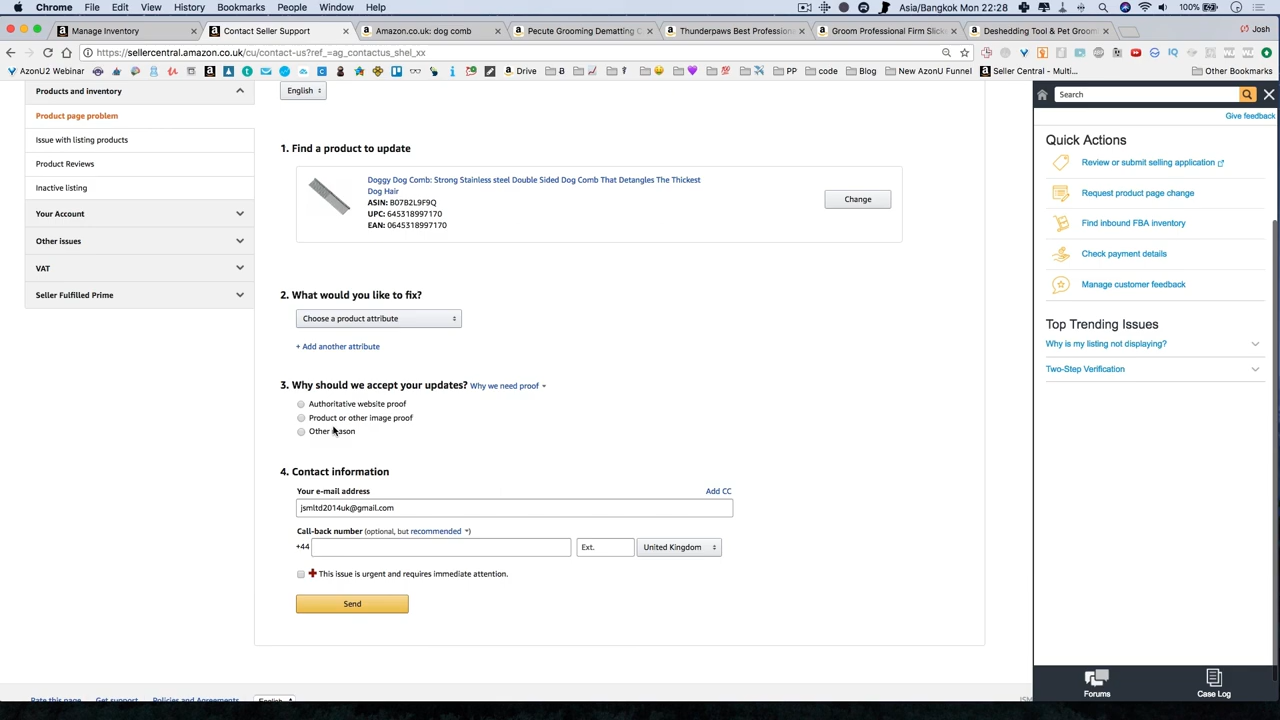 Chrome File Edit View History Bookmarks People Window Help Asia/Bangkok Mon 22:28 100%
Manage Inventory Contact Seller Support Amazon.co.uk: dog comb Pecute Grooming Dematting C Thunderpaws Best Profession Groom Professional Firm Slick Deshedding Tool & Pet Groom Josh
https://sellercentral.amazon.co.uk/cu/contact-us?ref_=ag_contactus_shel_xx
AzonU2 Webinar Drive PP code Blog New AzonU Funnel Seller Central - Multi... Other Bookmarks
Products and inventory
Product page problem
Issue with listing products
Product Reviews
Inactive listing
Your Account
Other issues
VAT
Seller Fulfilled Prime
English
1. Find a product to update
Doggy Dog Comb: Strong Stainless steel Double Sided Dog Comb That Detangles The Thickest
Dog Hair
ASIN: B07B2L9F9Q
UPC: 645318997170
EAN: 0645318997170
Change
2. What would you like to fix?
Choose a product attribute
+ Add another attribute
3. Why should we accept your updates? Why we need proof
Authoritative website proof
Product or other image proof
Other reason
4. Contact information
Your e-mail address Add CC
jsmltd2014uk@gmail.com
Call-back number (optional, but recommended )
+44 Ext. United Kingdom
This issue is urgent and requires immediate attention.
Send
Rate this page Get support Policies and Agreements English
Search
Give feedback
Quick Actions
Review or submit selling application
Request product page change
Find inbound FBA inventory
Check payment details
Manage customer feedback
Top Trending Issues
Why is my listing not displaying?
Two-Step Verification
Forums Case Log